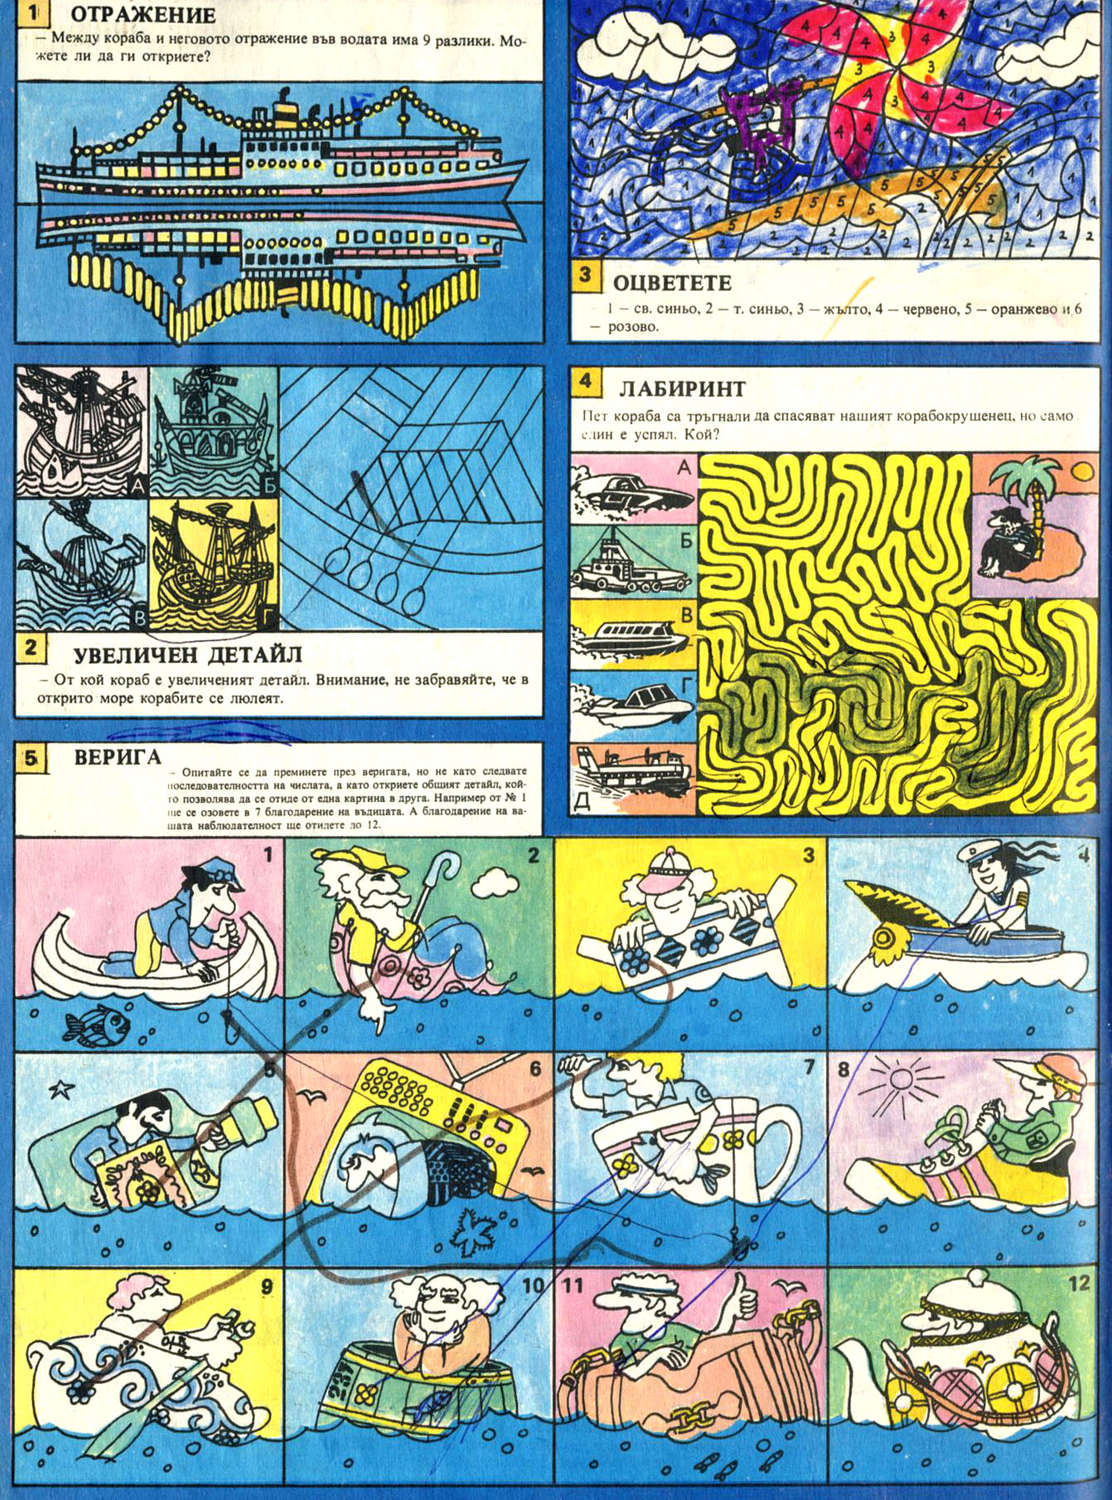 1 ОТРАЖЕНИЕ
– Между кораба и неговото отражение във водата има 9 разлики. Мо-
жете ли да ги откриете?
3 ОЦВЕТЕТЕ
1 – св. синьо, 2 – т. синьо, 3 – жълто, 4 – червено, 5 – оранжево и 6
– розово.
А
Б
В
Г
2 УВЕЛИЧЕН ДЕТАЙЛ
– От кой кораб е увеличеният детайл. Внимание, не забравяйте, че в
открито море корабите се люлеят.
4 ЛАБИРИНТ
Пет кораба са тръгнали да спасяват нашият корабокрушенец, но само
един е успял. Кой?
А
Б
В
Г
Д
5 ВЕРИГА
– Опитайте се да преминете през веригата, но не като следвате
последователността на числата, а като откриете общият детайл, кой-
то позволява да се отиде от една картина в друга. Например от № 1
ще се озовете в 7 благодарение на въдицата. А благодарение на ва-
шата наблюдателност ще отидете до 12.
1
2
3
4
5
6
7
8
9
10
11
12